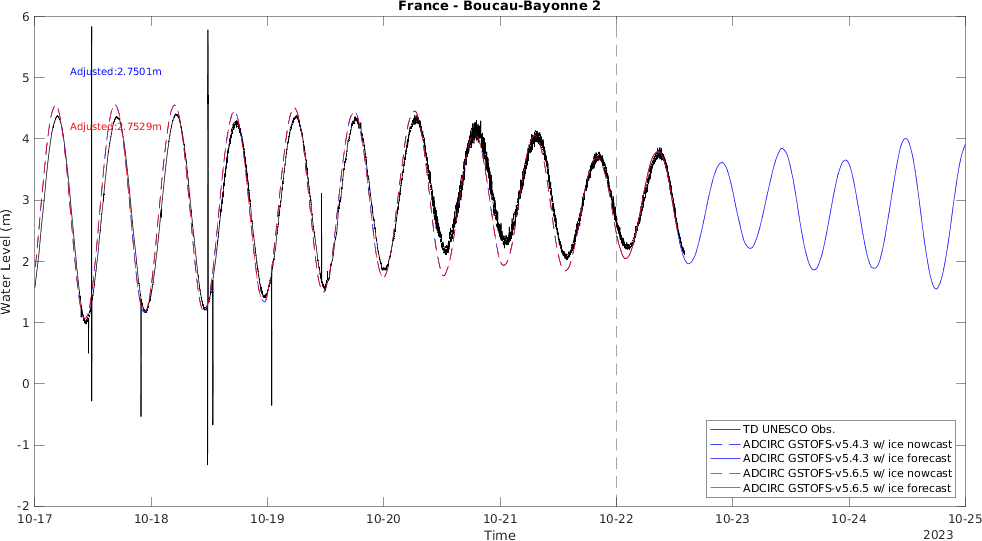 France - Boucau-Bayonne 2
6
5
4
3
2
1
0
-1
-2
Water Level (m)
Adjusted:2.7501m
Adjusted:2.7529m
TD UNESCO Obs.
ADCIRC GSTOFS-v5.4.3 w/ ice nowcast
ADCIRC GSTOFS-v5.4.3 w/ ice forecast
ADCIRC GSTOFS-v5.6.5 w/ ice nowcast
ADCIRC GSTOFS-v5.6.5 w/ ice forecast
10-17 10-18 10-19 10-20 10-21 10-22 10-23 10-24 10-25
Time
2023